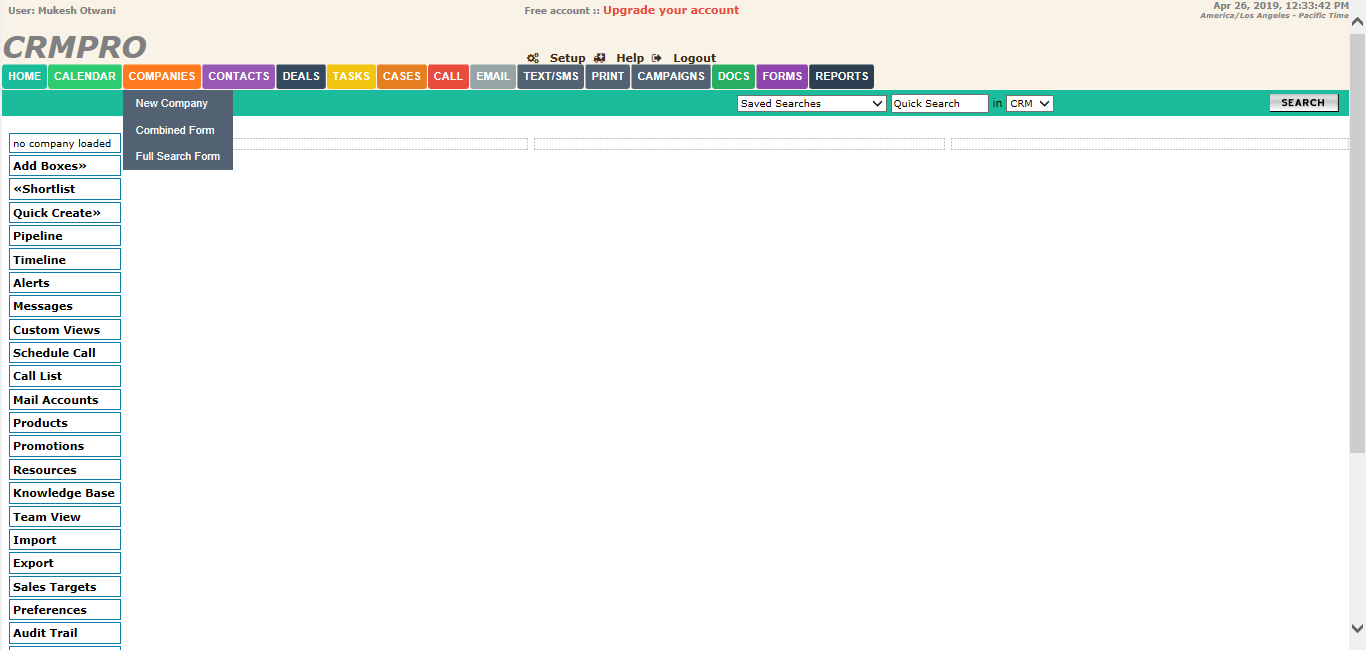 User: Mukesh Otwani
Free account :: Upgrade your account
Apr 26, 2019, 12:33:42 PM
America/Los Angeles - Pacific Time
CRMPRO
Setup Help Logout
HOME CALENDAR COMPANIES CONTACTS DEALS TASKS CASES CALL EMAIL TEXT/SMS PRINT CAMPAIGNS DOCS FORMS REPORTS
New Company
Combined Form
Full Search Form
Saved Searches Quick Search in CRM SEARCH
no company loaded
Add Boxes»
«Shortlist
Quick Create»
Pipeline
Timeline
Alerts
Messages
Custom Views
Schedule Call
Call List
Mail Accounts
Products
Promotions
Resources
Knowledge Base
Team View
Import
Export
Sales Targets
Preferences
Audit Trail